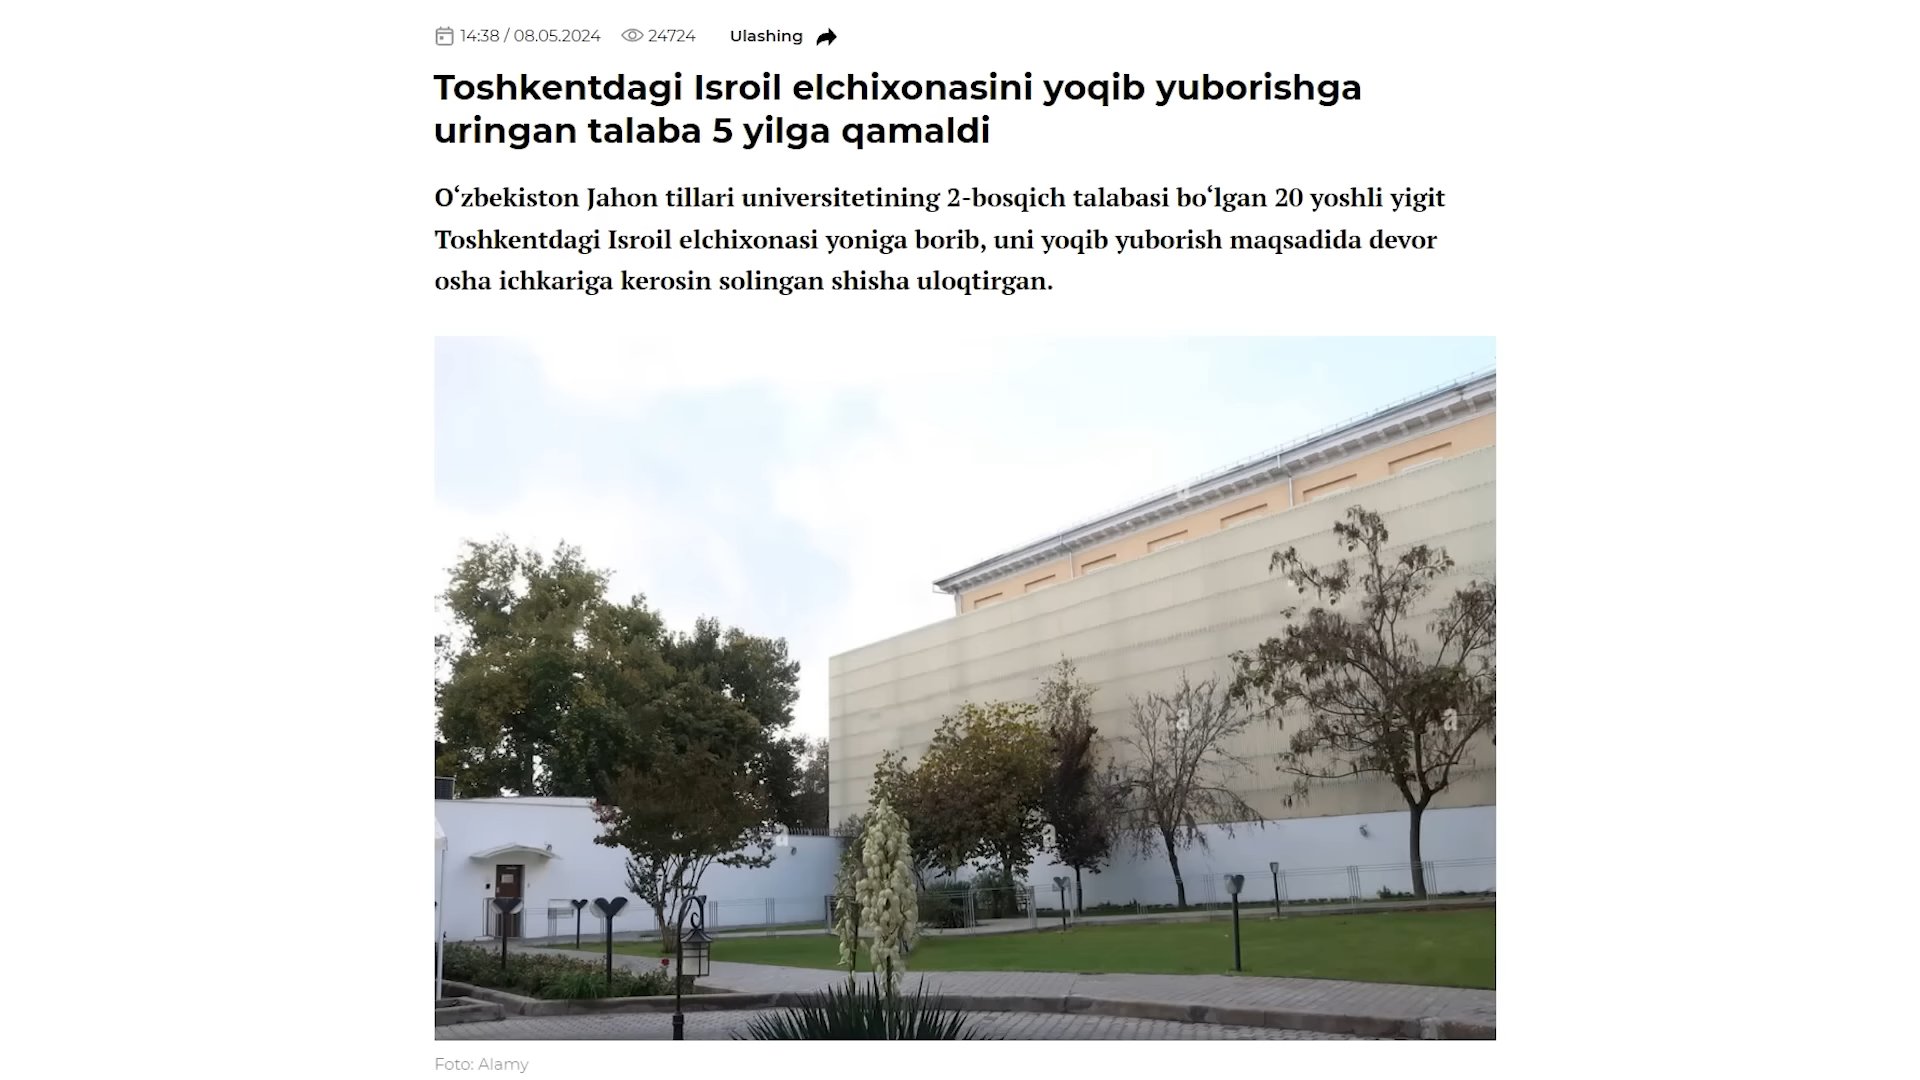 14:38 / 08.05.2024 24724 Ulashing
Toshkentdagi Isroil elchixonasini yoqib yuborishga
uringan talaba 5 yilga qamaldi
Oʻzbekiston Jahon tillari universitetining 2-bosqich talabasi boʻlgan 20 yoshli yigit
Toshkentdagi Isroil elchixonasi yoniga borib, uni yoqib yuborish maqsadida devor
osha ichkariga kerosin solingan shisha uloqtirgan.
a
a
a
a
Foto: Alamy